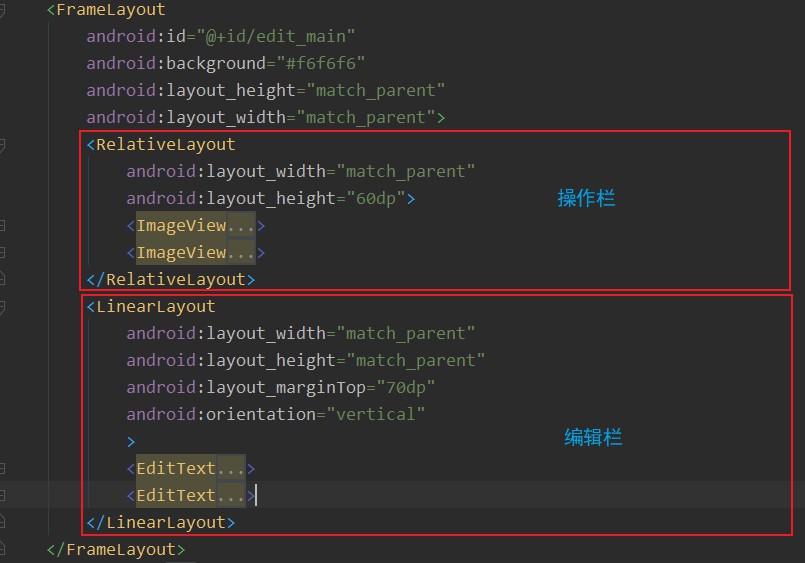 <FrameLayout
android:id="@+id/edit_main"
android:background="#f6f6f6"
android:layout_height="match_parent"
android:layout_width="match_parent">
<RelativeLayout
android:layout_width="match_parent"
android:layout_height="60dp"> 操作栏
<ImageView...>
<ImageView...>
</RelativeLayout>
<LinearLayout
android:layout_width="match_parent"
android:layout_height="match_parent"
android:layout_marginTop="70dp"
android:orientation="vertical"
> 编辑栏
<EditText...>
<EditText...>
</LinearLayout>
</FrameLayout>